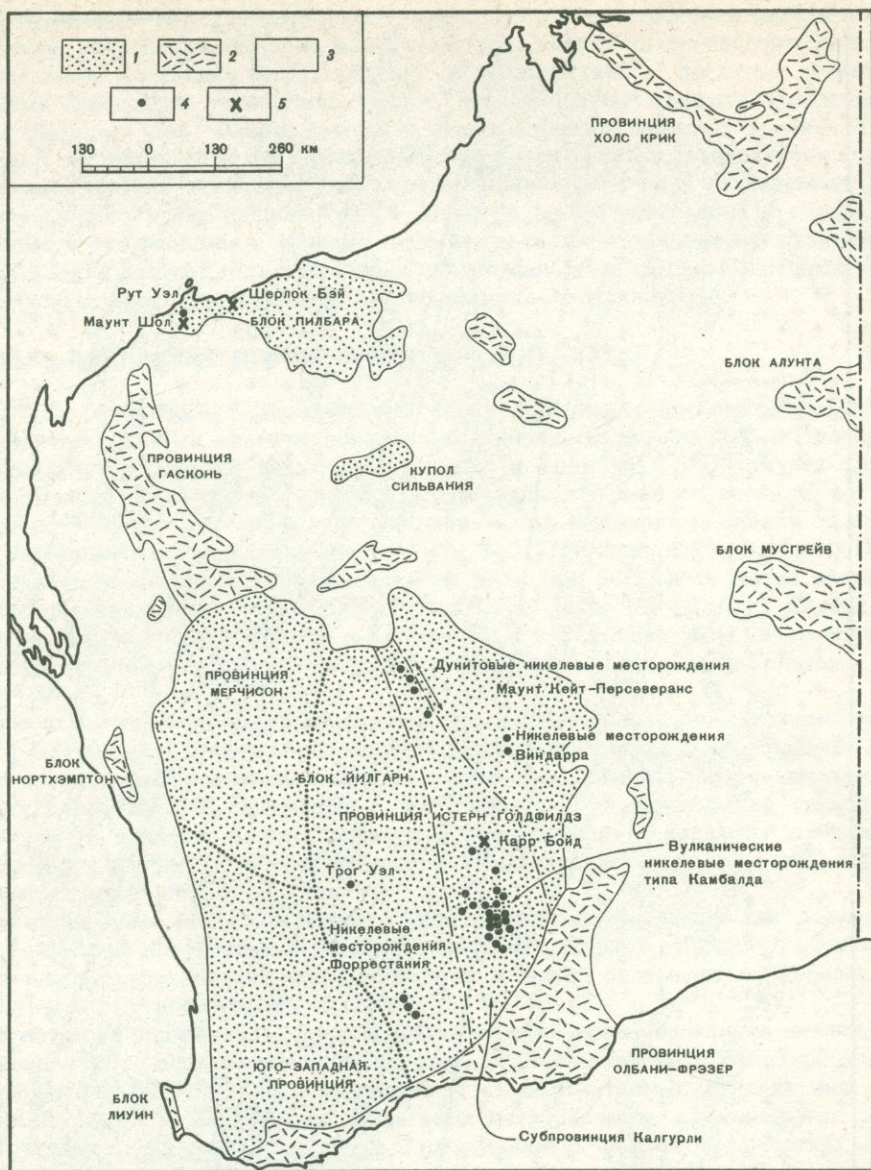 1 2 3
4 5
130 0 130 260 км
ПРОВИНЦИЯ
ХОЛС КРИК
Рут Уэл
Шерлок Бэй
Маунт Шол
БЛОК ПИЛБАРА
БЛОК АЛУНТА
ПРОВИНЦИЯ
ГАСКОНЬ
КУПОЛ
СИЛЬВАНИЯ
БЛОК МУСГРЕЙВ
ПРОВИНЦИЯ
МЕРЧИСОН
Дунитовые никелевые месторождения
Маунт Кейт-Персеверанс
Никелевые месторождения
Виндарра
БЛОК
НОРТХЭМПТОН
БЛОК ЙИЛГАРН
ПРОВИНЦИЯ ИСТЕРН ГОЛДФИЛДЗ
Карр Бойд
Вулканические
никелевые месторождения
типа Камбалда
Трог Уэл
Никелевые
месторождения
Форрестания
ЮГО-ЗАПАДНАЯ
ПРОВИНЦИЯ
ПРОВИНЦИЯ
ОЛБАНИ-ФРЭЗЕР
БЛОК
ЛИУИН
Субпровинция Калгурли